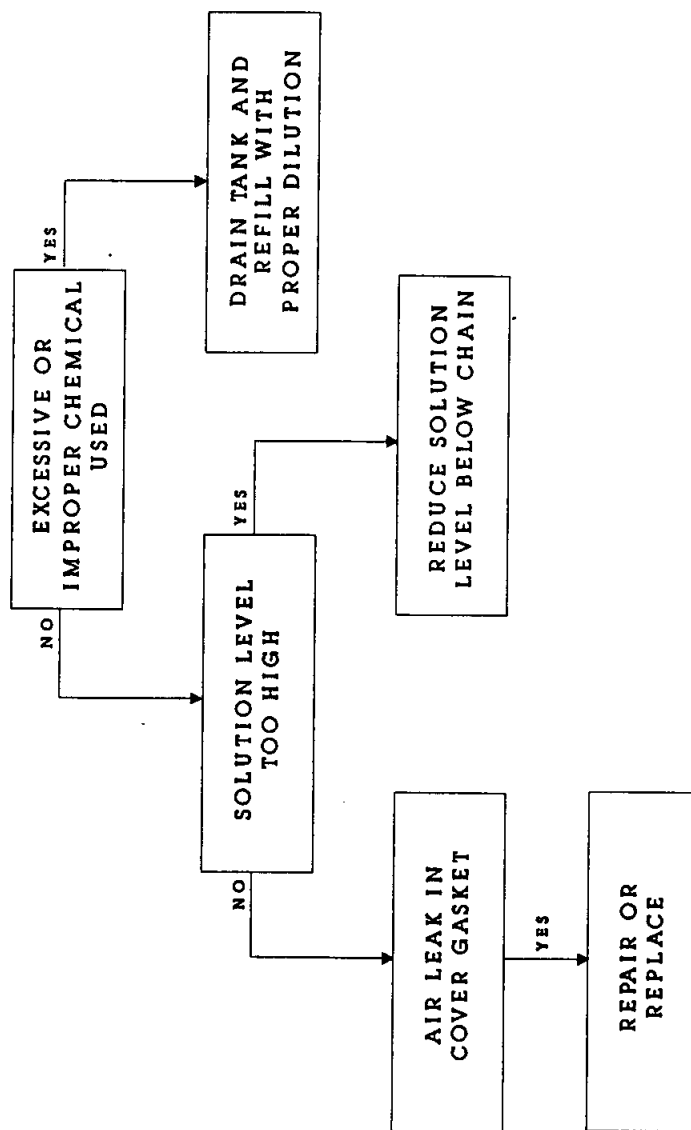 EXCESSIVE OR
IMPROPER CHEMICAL
USED
NO
YES
SOLUTION LEVEL
TOO HIGH
DRAIN TANK AND
REFILL WITH
PROPER DILUTION
NO
YES
AIR LEAK IN
COVER GASKET
REDUCE SOLUTION
LEVEL BELOW CHAIN
YES
REPAIR OR
REPLACE